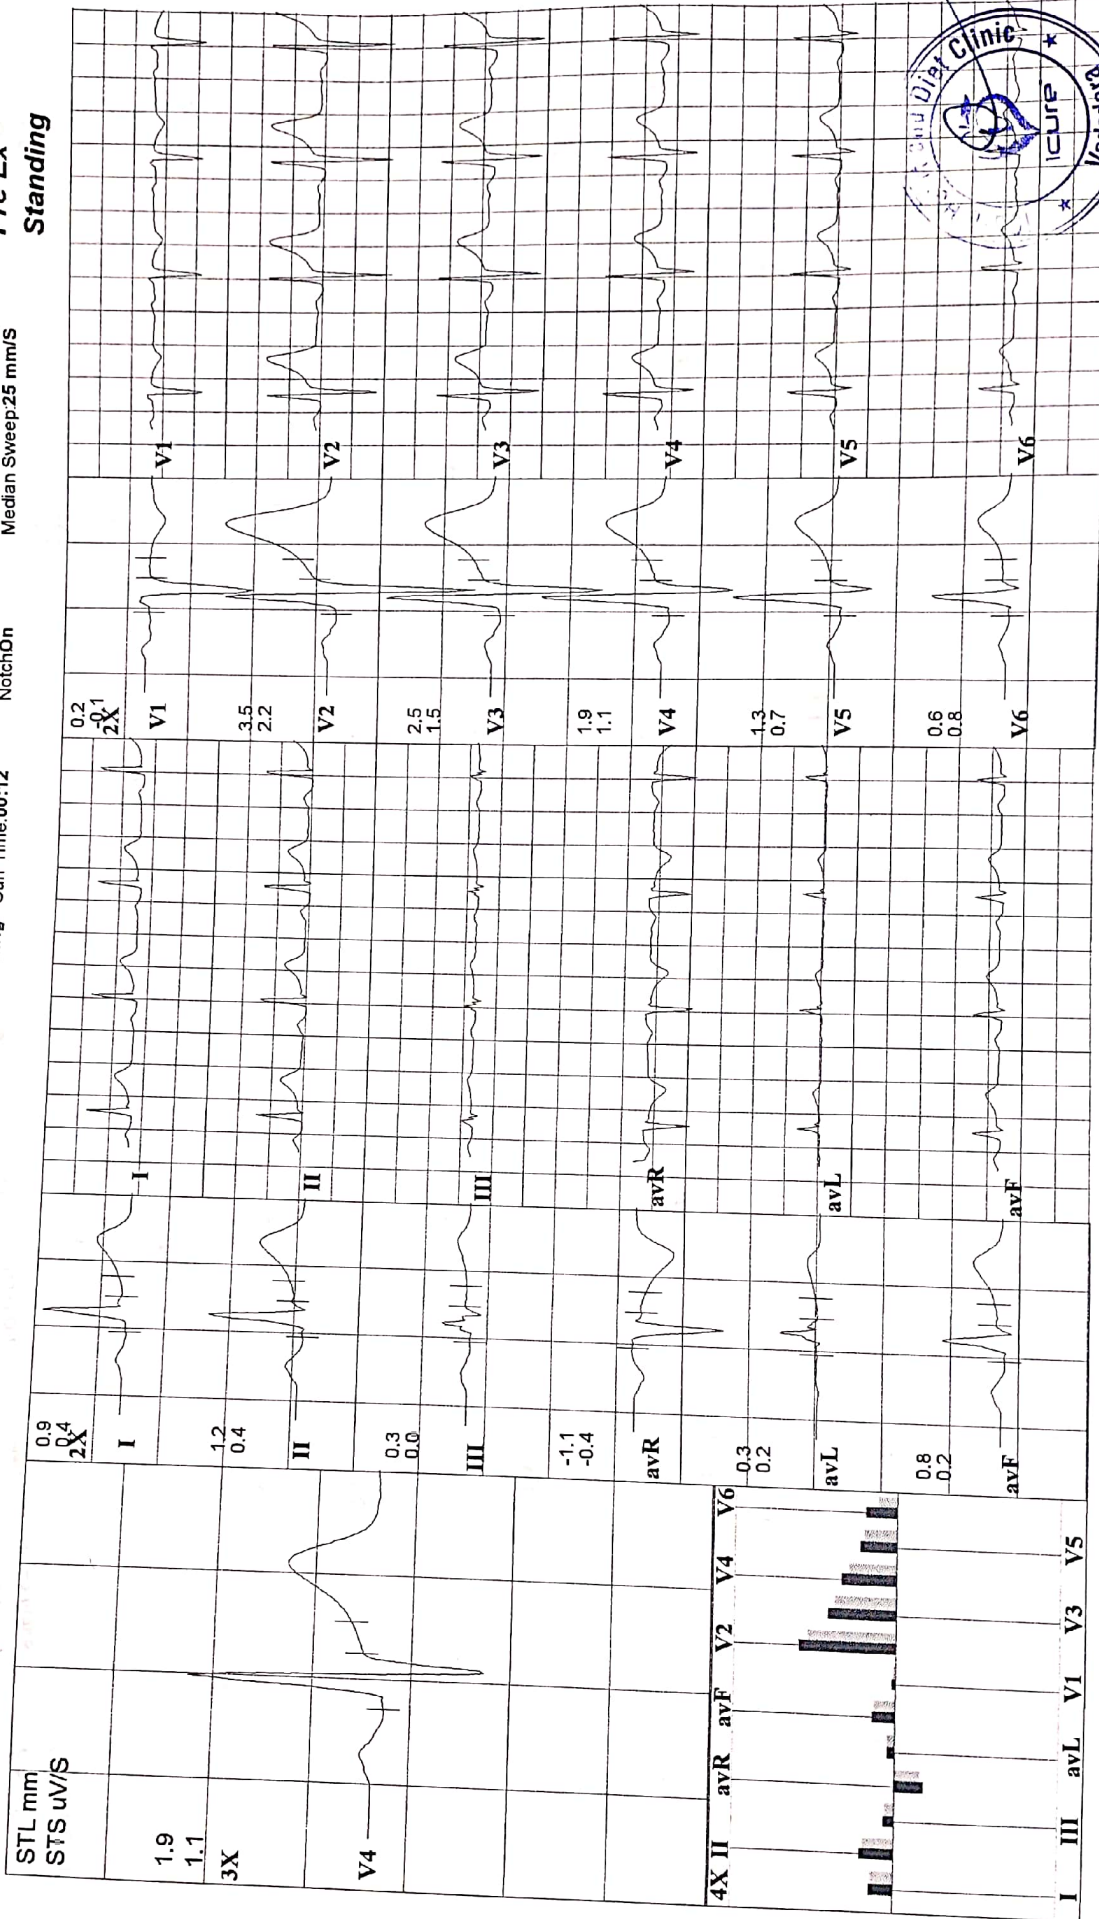 Standing
Median Sweep:25 mm/s
NotchOn
STL mm
STS uV/S
1.9
1.1
3X
V4
0.9
0.4
2X
I
1.2
0.4
II
0.3
0.0
III
-1.1
-0.4
avR
0.3
0.2
avL
0.8
0.2
avF
I
II
III
avR
avL
avF
0.2
-0.1
2X
V1
3.5
2.2
V2
2.5
1.5
V3
1.9
1.1
V4
1.3
0.7
V5
0.6
0.8
V6
V1
V2
V3
V4
V5
V6
4X II avR avF V2 V4 V6
I III avL V1 V3 V5
Diet Clinic
icure